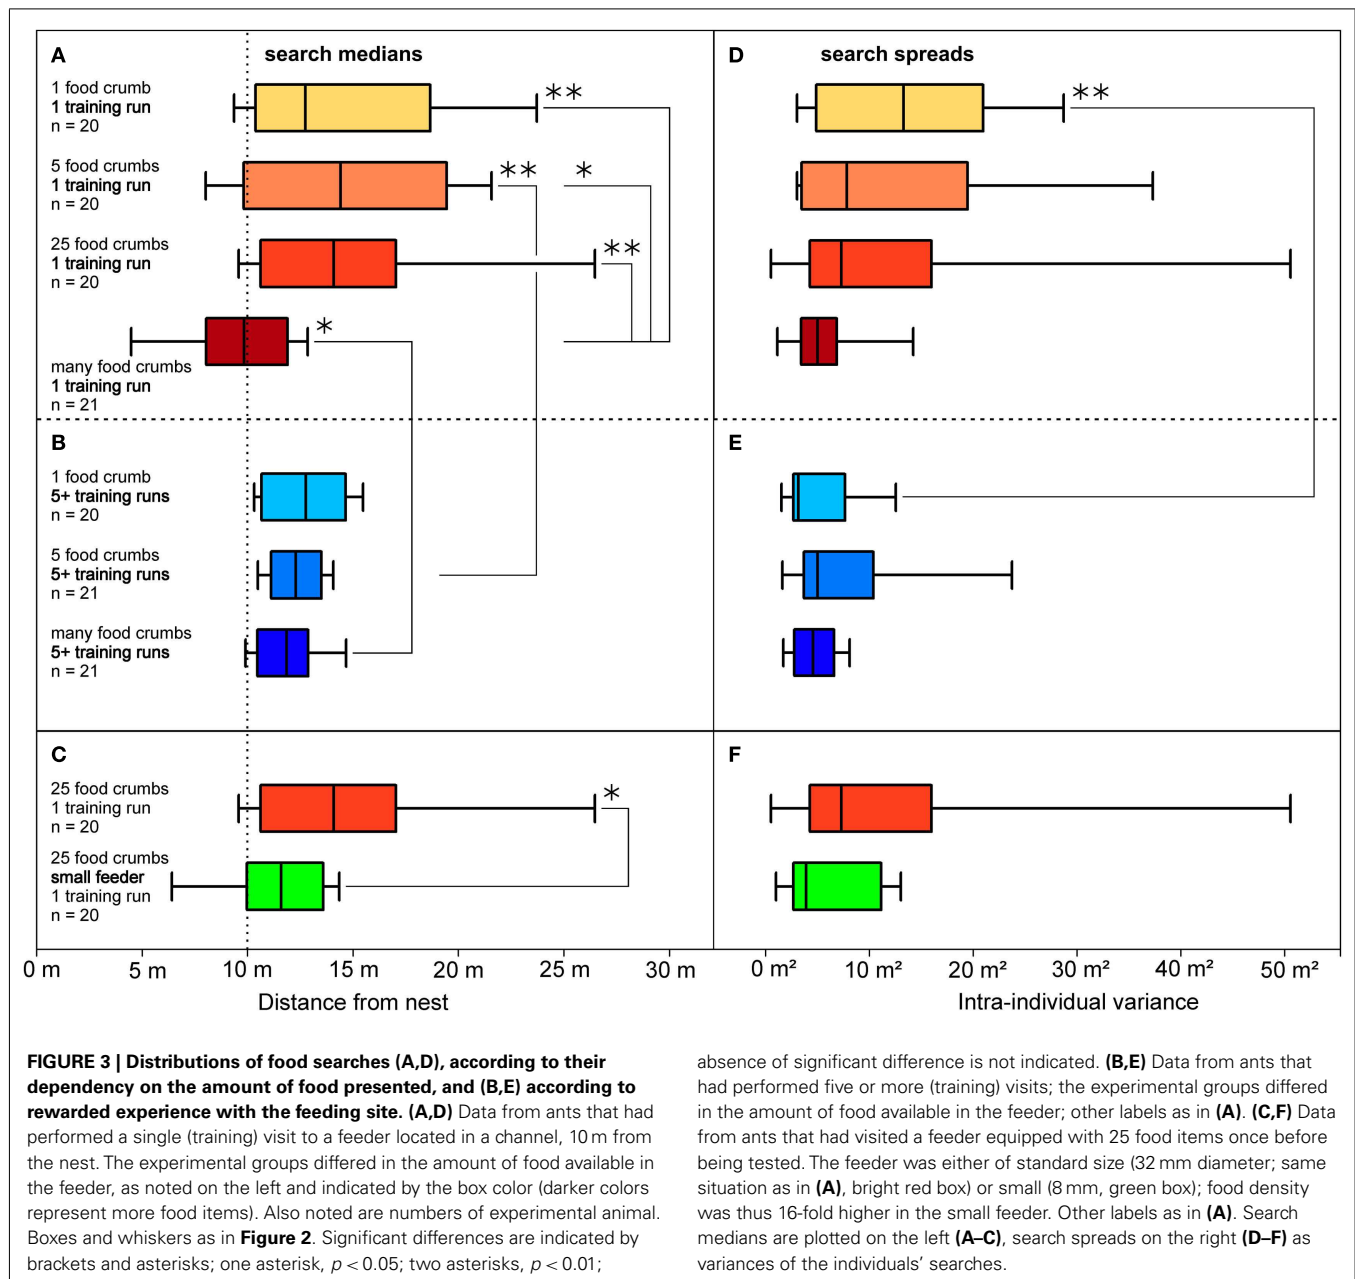 A
search medians
1 food crumb
1 training run
n = 20
**
5 food crumbs
1 training run
n = 20
**
*
25 food crumbs
1 training run
n = 20
**
*
many food crumbs
1 training run
n = 21
D
search spreads
**
B
1 food crumb
5+ training runs
n = 20
5 food crumbs
5+ training runs
n = 21
many food crumbs
5+ training runs
n = 21
E
C
25 food crumbs
1 training run
n = 20
*
25 food crumbs
small feeder
1 training run
n = 20
F
0 m 5 m 10 m 15 m 20 m 25 m 30 m
Distance from nest
0 m² 10 m² 20 m² 30 m² 40 m² 50 m²
Intra-individual variance
FIGURE 3 | Distributions of food searches (A,D), according to their
dependency on the amount of food presented, and (B,E) according to
rewarded experience with the feeding site. (A,D) Data from ants that had
performed a single (training) visit to a feeder located in a channel, 10 m from
the nest. The experimental groups differed in the amount of food available in
the feeder, as noted on the left and indicated by the box color (darker colors
represent more food items). Also noted are numbers of experimental animal.
Boxes and whiskers as in Figure 2. Significant differences are indicated by
brackets and asterisks; one asterisk, p < 0.05; two asterisks, p < 0.01;
absence of significant difference is not indicated. (B,E) Data from ants that
had performed five or more (training) visits; the experimental groups differed
in the amount of food available in the feeder; other labels as in (A). (C,F) Data
from ants that had visited a feeder equipped with 25 food items once before
being tested. The feeder was either of standard size (32 mm diameter; same
situation as in (A), bright red box) or small (8 mm, green box); food density
was thus 16-fold higher in the small feeder. Other labels as in (A). Search
medians are plotted on the left (A–C), search spreads on the right (D–F) as
variances of the individuals' searches.